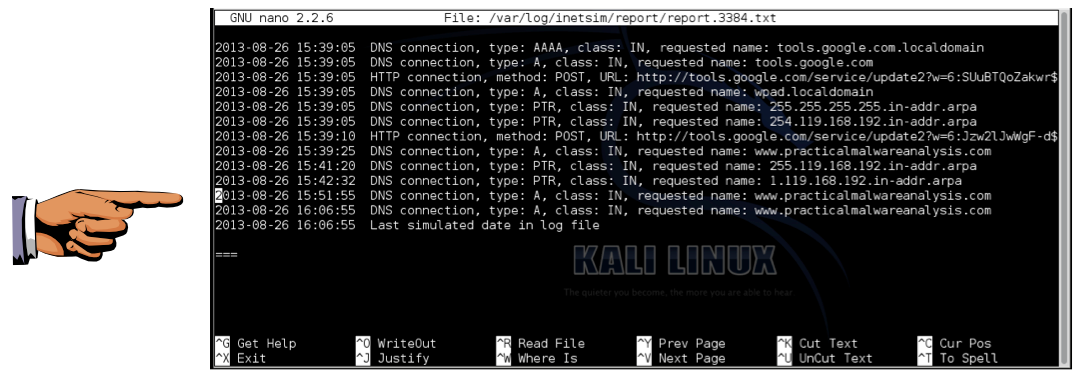 GNU nano 2.2.6 File: /var/log/inetsim/report/report.3384.txt
2013-08-26 15:39:05 DNS connection, type: AAAA, class: IN, requested name: tools.google.com.localdomain
2013-08-26 15:39:05 DNS connection, type: A, class: IN, requested name: tools.google.com
2013-08-26 15:39:05 HTTP connection, method: POST, URL: http://tools.google.com/service/update2?w=6:SUuBTQoZakwr$
2013-08-26 15:39:05 DNS connection, type: A, class: IN, requested name: wpad.localdomain
2013-08-26 15:39:05 DNS connection, type: PTR, class: IN, requested name: 255.255.255.255.in-addr.arpa
2013-08-26 15:39:05 DNS connection, type: PTR, class: IN, requested name: 254.119.168.192.in-addr.arpa
2013-08-26 15:39:10 HTTP connection, method: POST, URL: http://tools.google.com/service/update2?w=6:Jzw2lJwWgF-d$
2013-08-26 15:39:25 DNS connection, type: A, class: IN, requested name: www.practicalmalwareanalysis.com
2013-08-26 15:41:20 DNS connection, type: PTR, class: IN, requested name: 255.119.168.192.in-addr.arpa
2013-08-26 15:42:32 DNS connection, type: PTR, class: IN, requested name: 1.119.168.192.in-addr.arpa
2013-08-26 15:51:55 DNS connection, type: A, class: IN, requested name: www.practicalmalwareanalysis.com
2013-08-26 16:06:55 DNS connection, type: A, class: IN, requested name: www.practicalmalwareanalysis.com
2013-08-26 16:06:55 Last simulated date in log file
===
KALI LINUX
The quieter you become, the more you are able to hear.
^G Get Help ^O WriteOut ^R Read File ^Y Prev Page ^K Cut Text ^C Cur Pos
^X Exit ^J Justify ^W Where Is ^V Next Page ^U UnCut Text ^T To Spell